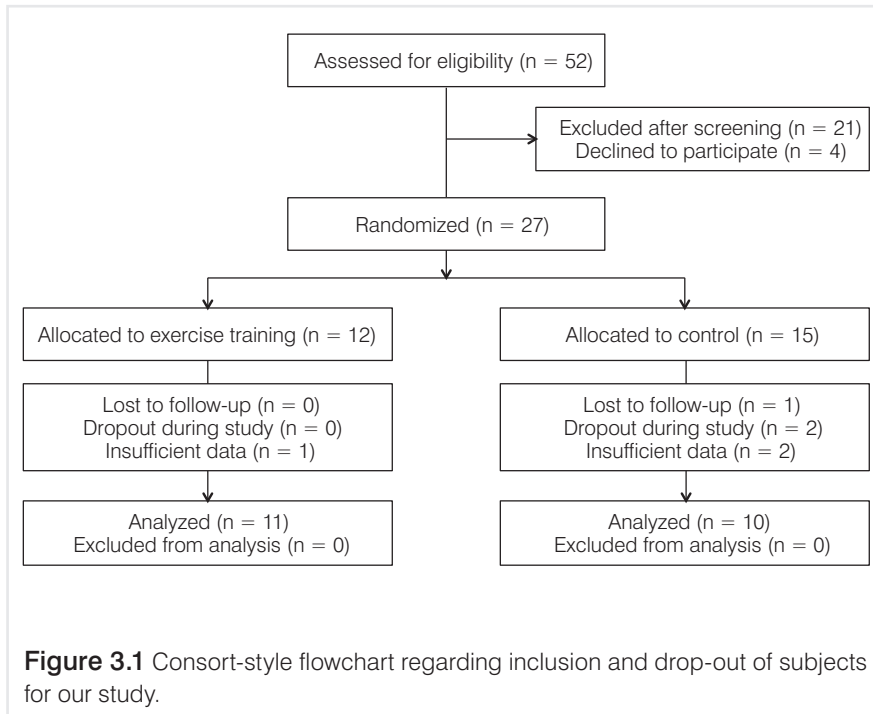 Assessed for eligibility (n = 52)
Excluded after screening (n = 21)
Declined to participate (n = 4)
Randomized (n = 27)
Allocated to exercise training (n = 12)
Allocated to control (n = 15)
Lost to follow-up (n = 0)
Dropout during study (n = 0)
Insufficient data (n = 1)
Lost to follow-up (n = 1)
Dropout during study (n = 2)
Insufficient data (n = 2)
Analyzed (n = 11)
Excluded from analysis (n = 0)
Analyzed (n = 10)
Excluded from analysis (n = 0)
Figure 3.1 Consort-style flowchart regarding inclusion and drop-out of subjects
for our study.